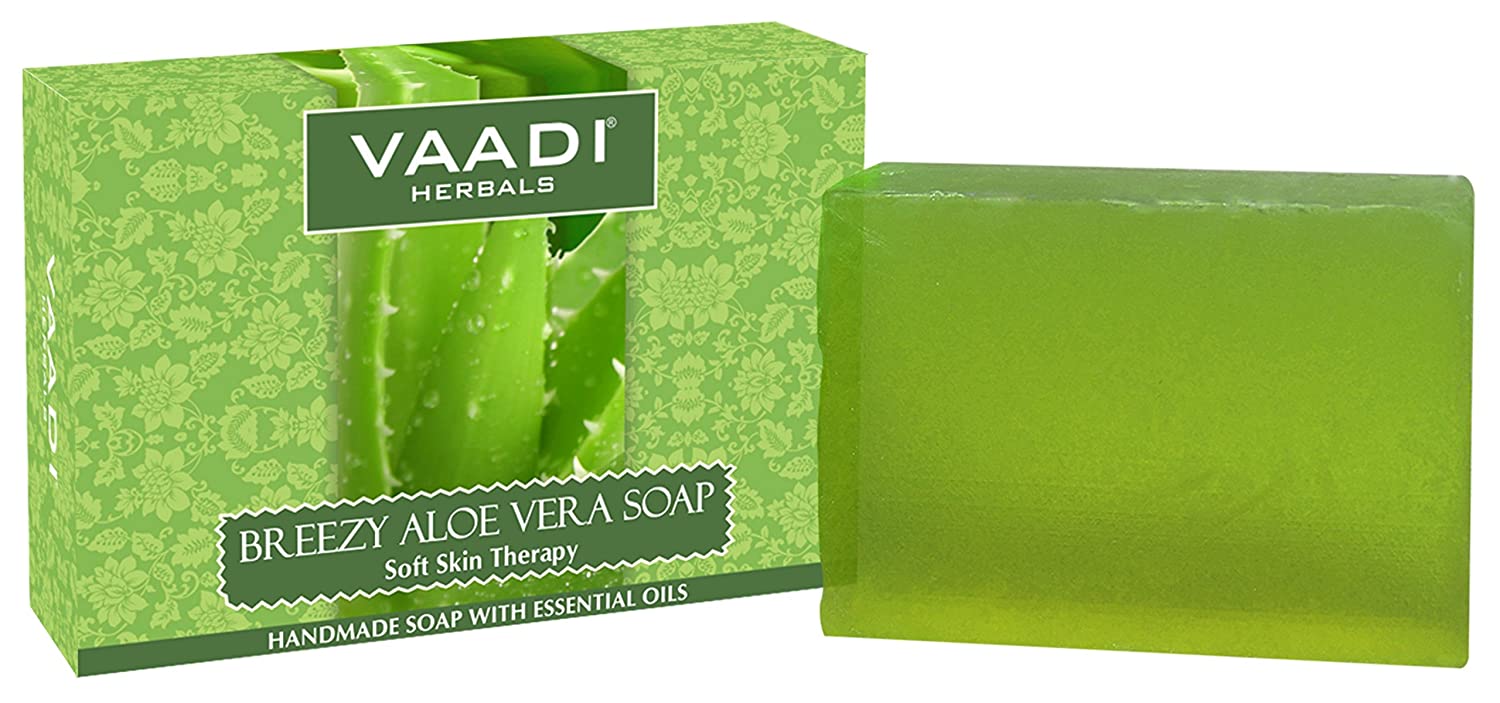 VAADI®
HERBALS
VAADI
BREEZY ALOE VERA SOAP
Soft Skin Therapy
HANDMADE SOAP WITH ESSENTIAL OILS